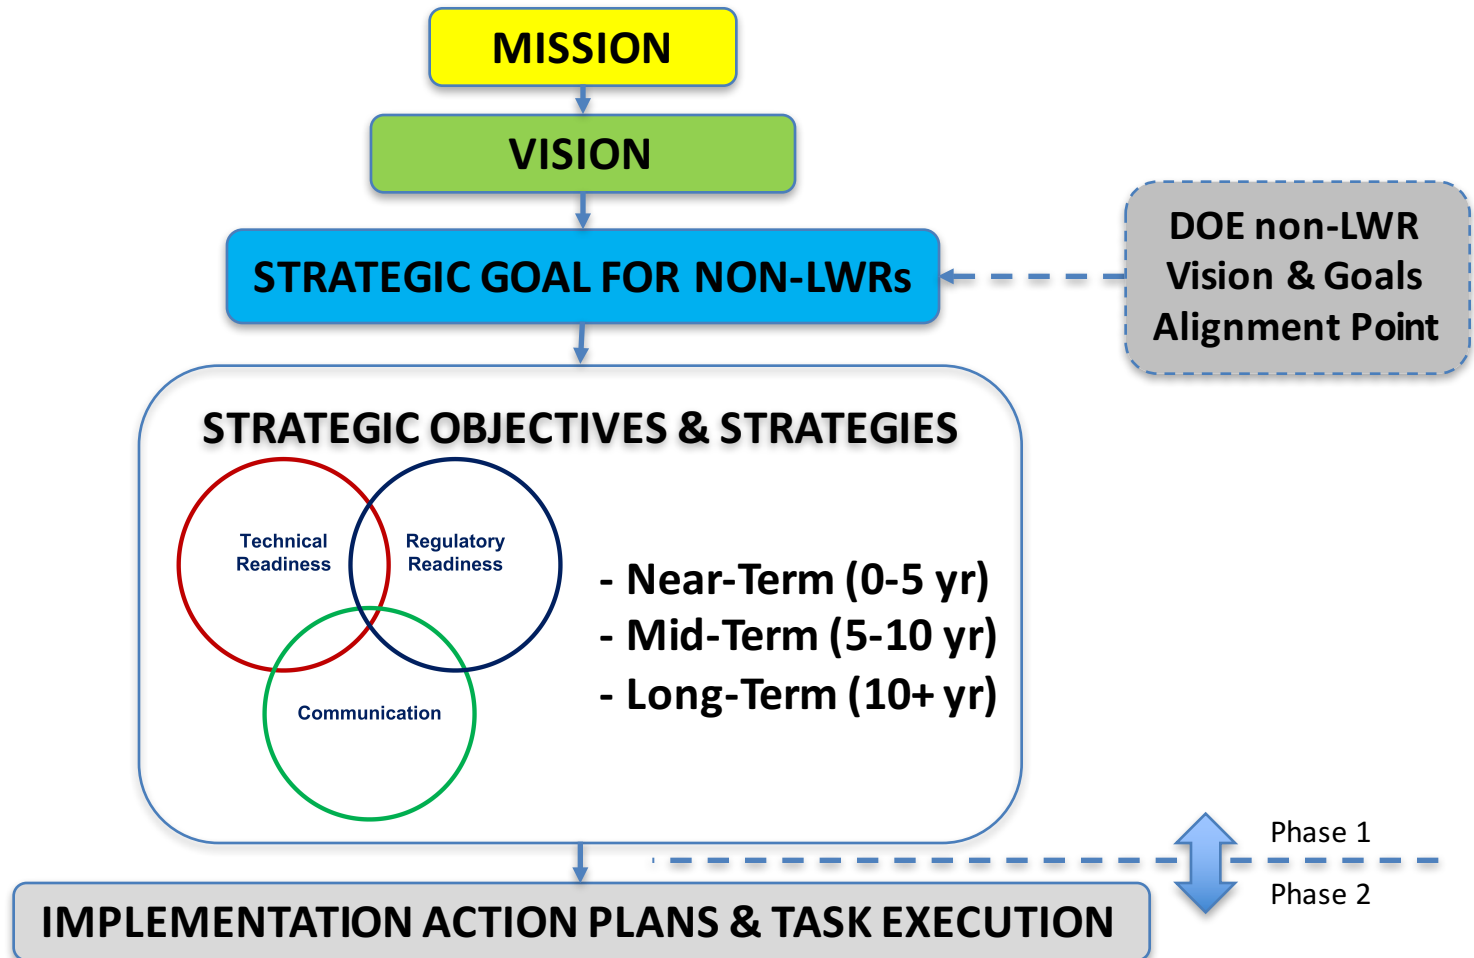 MISSION
VISION
STRATEGIC GOAL FOR NON-LWRs
DOE non-LWR
Vision & Goals
Alignment Point
STRATEGIC OBJECTIVES & STRATEGIES
Technical
Readiness
Regulatory
Readiness
Communication
- Near-Term (0-5 yr)
- Mid-Term (5-10 yr)
- Long-Term (10+ yr)
Phase 1
Phase 2
IMPLEMENTATION ACTION PLANS & TASK EXECUTION